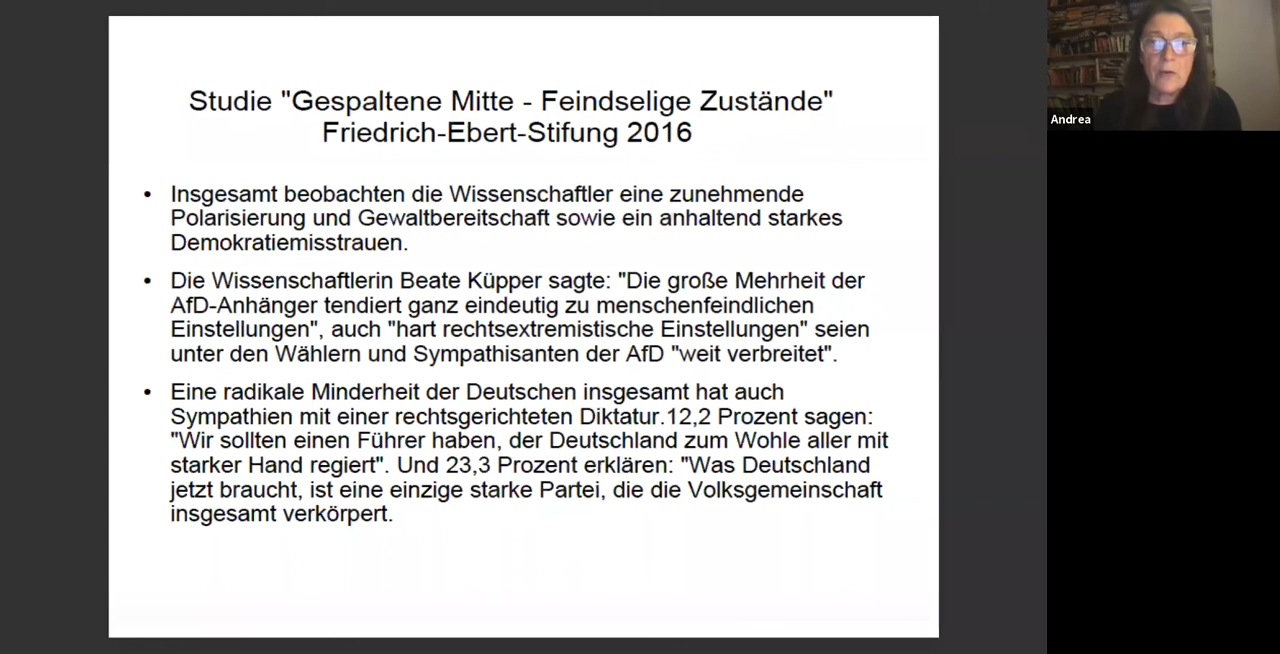 Studie "Gespaltene Mitte - Feindselige Zustände"
Friedrich-Ebert-Stifung 2016
• Insgesamt beobachten die Wissenschaftler eine zunehmende
Polarisierung und Gewaltbereitschaft sowie ein anhaltend starkes
Demokratiemisstrauen.
• Die Wissenschaftlerin Beate Küpper sagte: "Die große Mehrheit der
AfD-Anhänger tendiert ganz eindeutig zu menschenfeindlichen
Einstellungen", auch "hart rechtsextremistische Einstellungen" seien
unter den Wählern und Sympathisanten der AfD "weit verbreitet".
• Eine radikale Minderheit der Deutschen insgesamt hat auch
Sympathien mit einer rechtsgerichteten Diktatur.12,2 Prozent sagen:
"Wir sollten einen Führer haben, der Deutschland zum Wohle aller mit
starker Hand regiert". Und 23,3 Prozent erklären: "Was Deutschland
jetzt braucht, ist eine einzige starke Partei, die die Volksgemeinschaft
insgesamt verkörpert.
Andrea